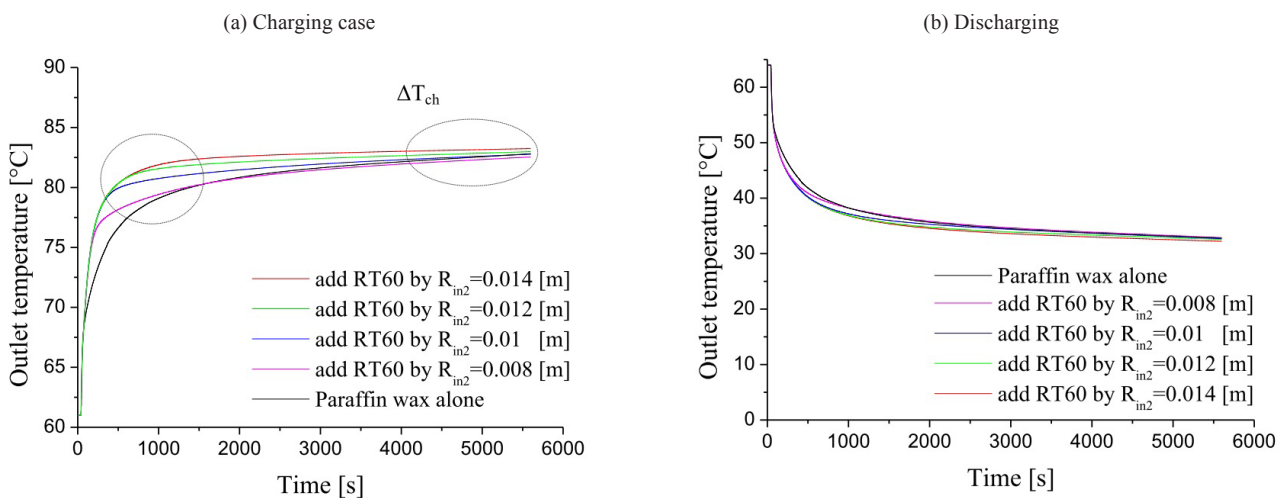 (a) Charging case
90
85
80
75
70
65
60
0
1000
2000
3000
4000
5000
6000
Outlet temperature [°C]
Time [s]
ΔT_ch
add RT60 by R_in2=0.014 [m]
add RT60 by R_in2=0.012 [m]
add RT60 by R_in2=0.01 [m]
add RT60 by R_in2=0.008 [m]
Paraffin wax alone
(b) Discharging
60
50
40
30
20
10
0
0
1000
2000
3000
4000
5000
6000
Outlet temperature [°C]
Time [s]
Paraffin wax alone
add RT60 by R_in2=0.008 [m]
add RT60 by R_in2=0.01 [m]
add RT60 by R_in2=0.012 [m]
add RT60 by R_in2=0.014 [m]